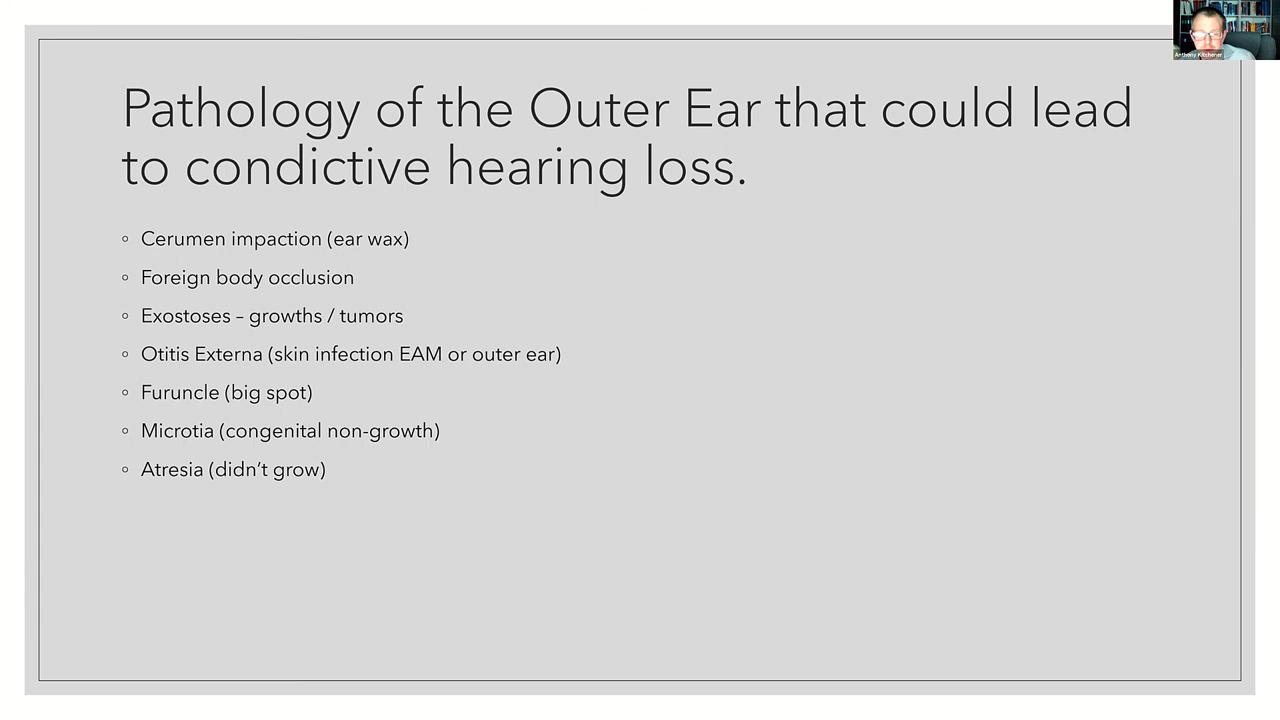 Pathology of the Outer Ear that could lead
to condictive hearing loss.
Cerumen impaction (ear wax)
Foreign body occlusion
Exostoses – growths / tumors
Otitis Externa (skin infection EAM or outer ear)
Furuncle (big spot)
Microtia (congenital non-growth)
Atresia (didn’t grow)
Anthony Kitchener